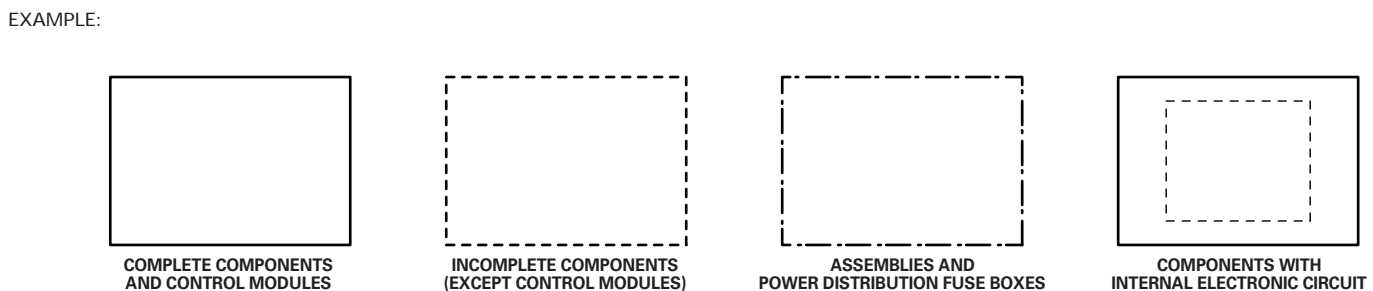 EXAMPLE:
COMPLETE COMPONENTS
AND CONTROL MODULES
INCOMPLETE COMPONENTS
(EXCEPT CONTROL MODULES)
ASSEMBLIES AND
POWER DISTRIBUTION FUSE BOXES
COMPONENTS WITH
INTERNAL ELECTRONIC CIRCUIT